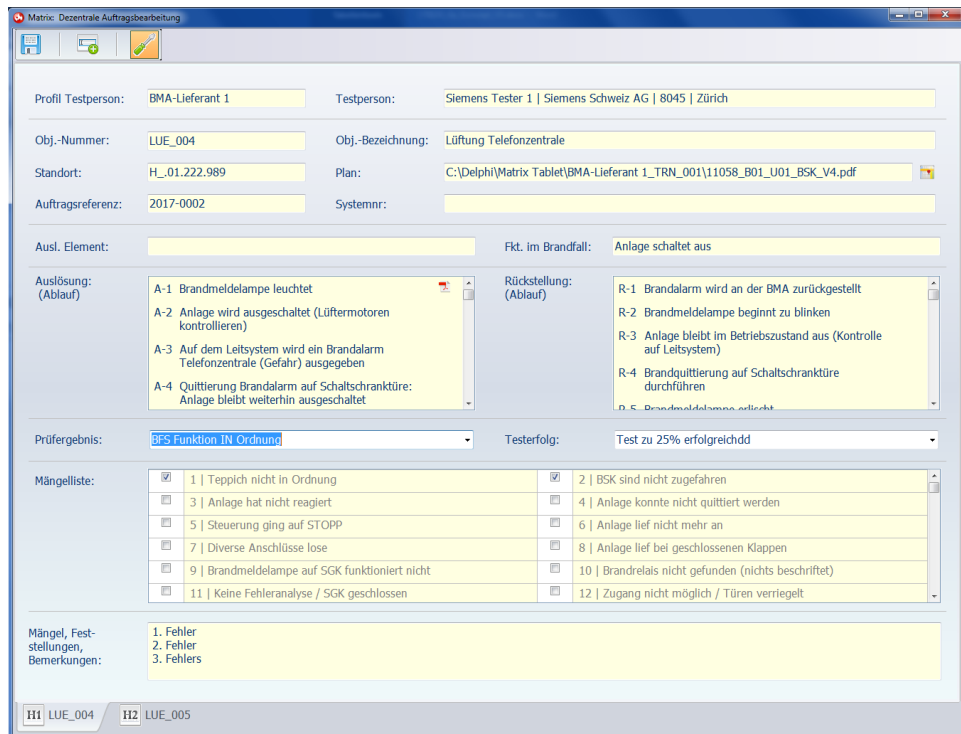 Matrix: Dezentrale Auftragsbearbeitung
Profil Testperson: BMA-Lieferant 1 Testperson: Siemens Tester 1 | Siemens Schweiz AG | 8045 | Zürich
Obj.-Nummer: LUE_004 Obj.-Bezeichnung: Lüftung Telefonzentrale
Standort: H_.01.222.989 Plan: C:\Delphi\Matrix Tablet\BMA-Lieferant 1_TRN_001\11058_B01_U01_BSK_V4.pdf
Auftragsreferenz: 2017-0002 Systemnr:
Ausl. Element: Fkt. im Brandfall: Anlage schaltet aus
Auslösung:
(Ablauf)
A-1 Brandmeldelampe leuchtet
A-2 Anlage wird ausgeschaltet (Lüftermotoren
kontrollieren)
A-3 Auf dem Leitsystem wird ein Brandalarm
Telefonzentrale (Gefahr) ausgegeben
A-4 Quittierung Brandalarm auf Schaltschranktüre:
Anlage bleibt weiterhin ausgeschaltet
Rückstellung:
(Ablauf)
R-1 Brandalarm wird an der BMA zurückgestellt
R-2 Brandmeldelampe beginnt zu blinken
R-3 Anlage bleibt im Betriebszustand aus (Kontrolle
auf Leitsystem)
R-4 Brandquittierung auf Schaltschranktüre
durchführen
R-5 Brandmeldelampe erlischt
Prüfergebnis: BFS Funktion IN Ordnung Testerfolg: Test zu 25% erfolgreichdd
Mängelliste:
1 | Teppich nicht in Ordnung 2 | BSK sind nicht zugefahren
3 | Anlage hat nicht reagiert 4 | Anlage konnte nicht quittiert werden
5 | Steuerung ging auf STOPP 6 | Anlage lief nicht mehr an
7 | Diverse Anschlüsse lose 8 | Anlage lief bei geschlossenen Klappen
9 | Brandmeldelampe auf SGK funktioniert nicht 10 | Brandrelais nicht gefunden (nichts beschriftet)
11 | Keine Fehleranalyse / SGK geschlossen 12 | Zugang nicht möglich / Türen verriegelt
Mängel, Fest-
stellungen,
Bemerkungen:
1. Fehler
2. Fehler
3. Fehlers
H1 LUE_004 H2 LUE_005